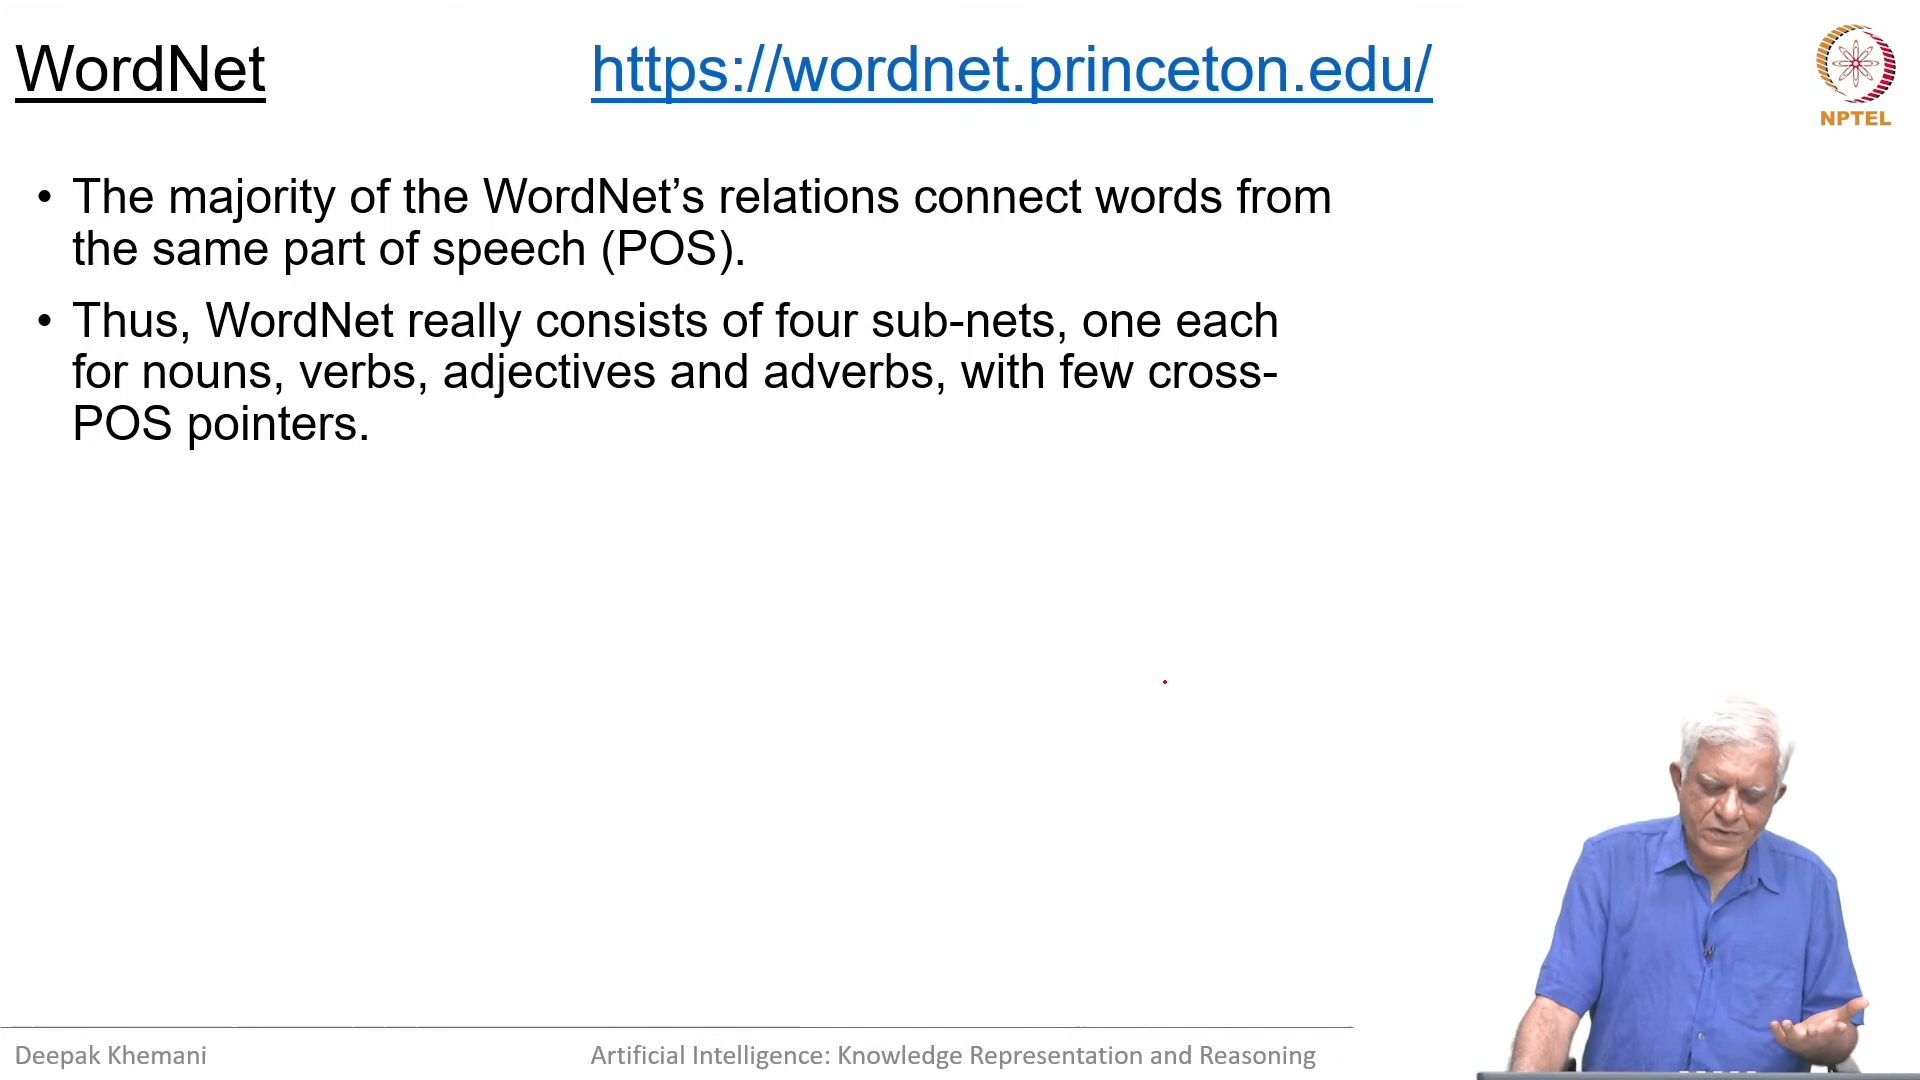 WordNet
https://wordnet.princeton.edu/
NPTEL
• The majority of the WordNet’s relations connect words from
the same part of speech (POS).
• Thus, WordNet really consists of four sub-nets, one each
for nouns, verbs, adjectives and adverbs, with few cross-
POS pointers.
Deepak Khemani
Artificial Intelligence: Knowledge Representation and Reasoning